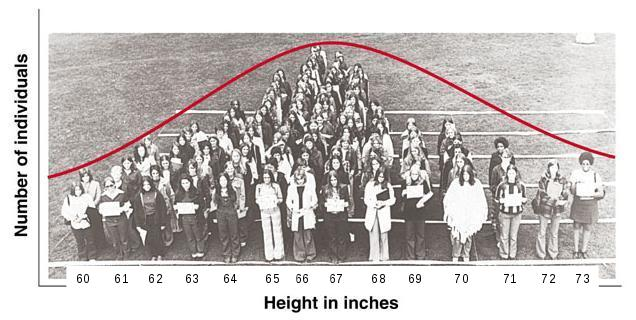 Number of individuals
60 61 62 63 64 65 66 67 68 69 70 71 72 73
Height in inches